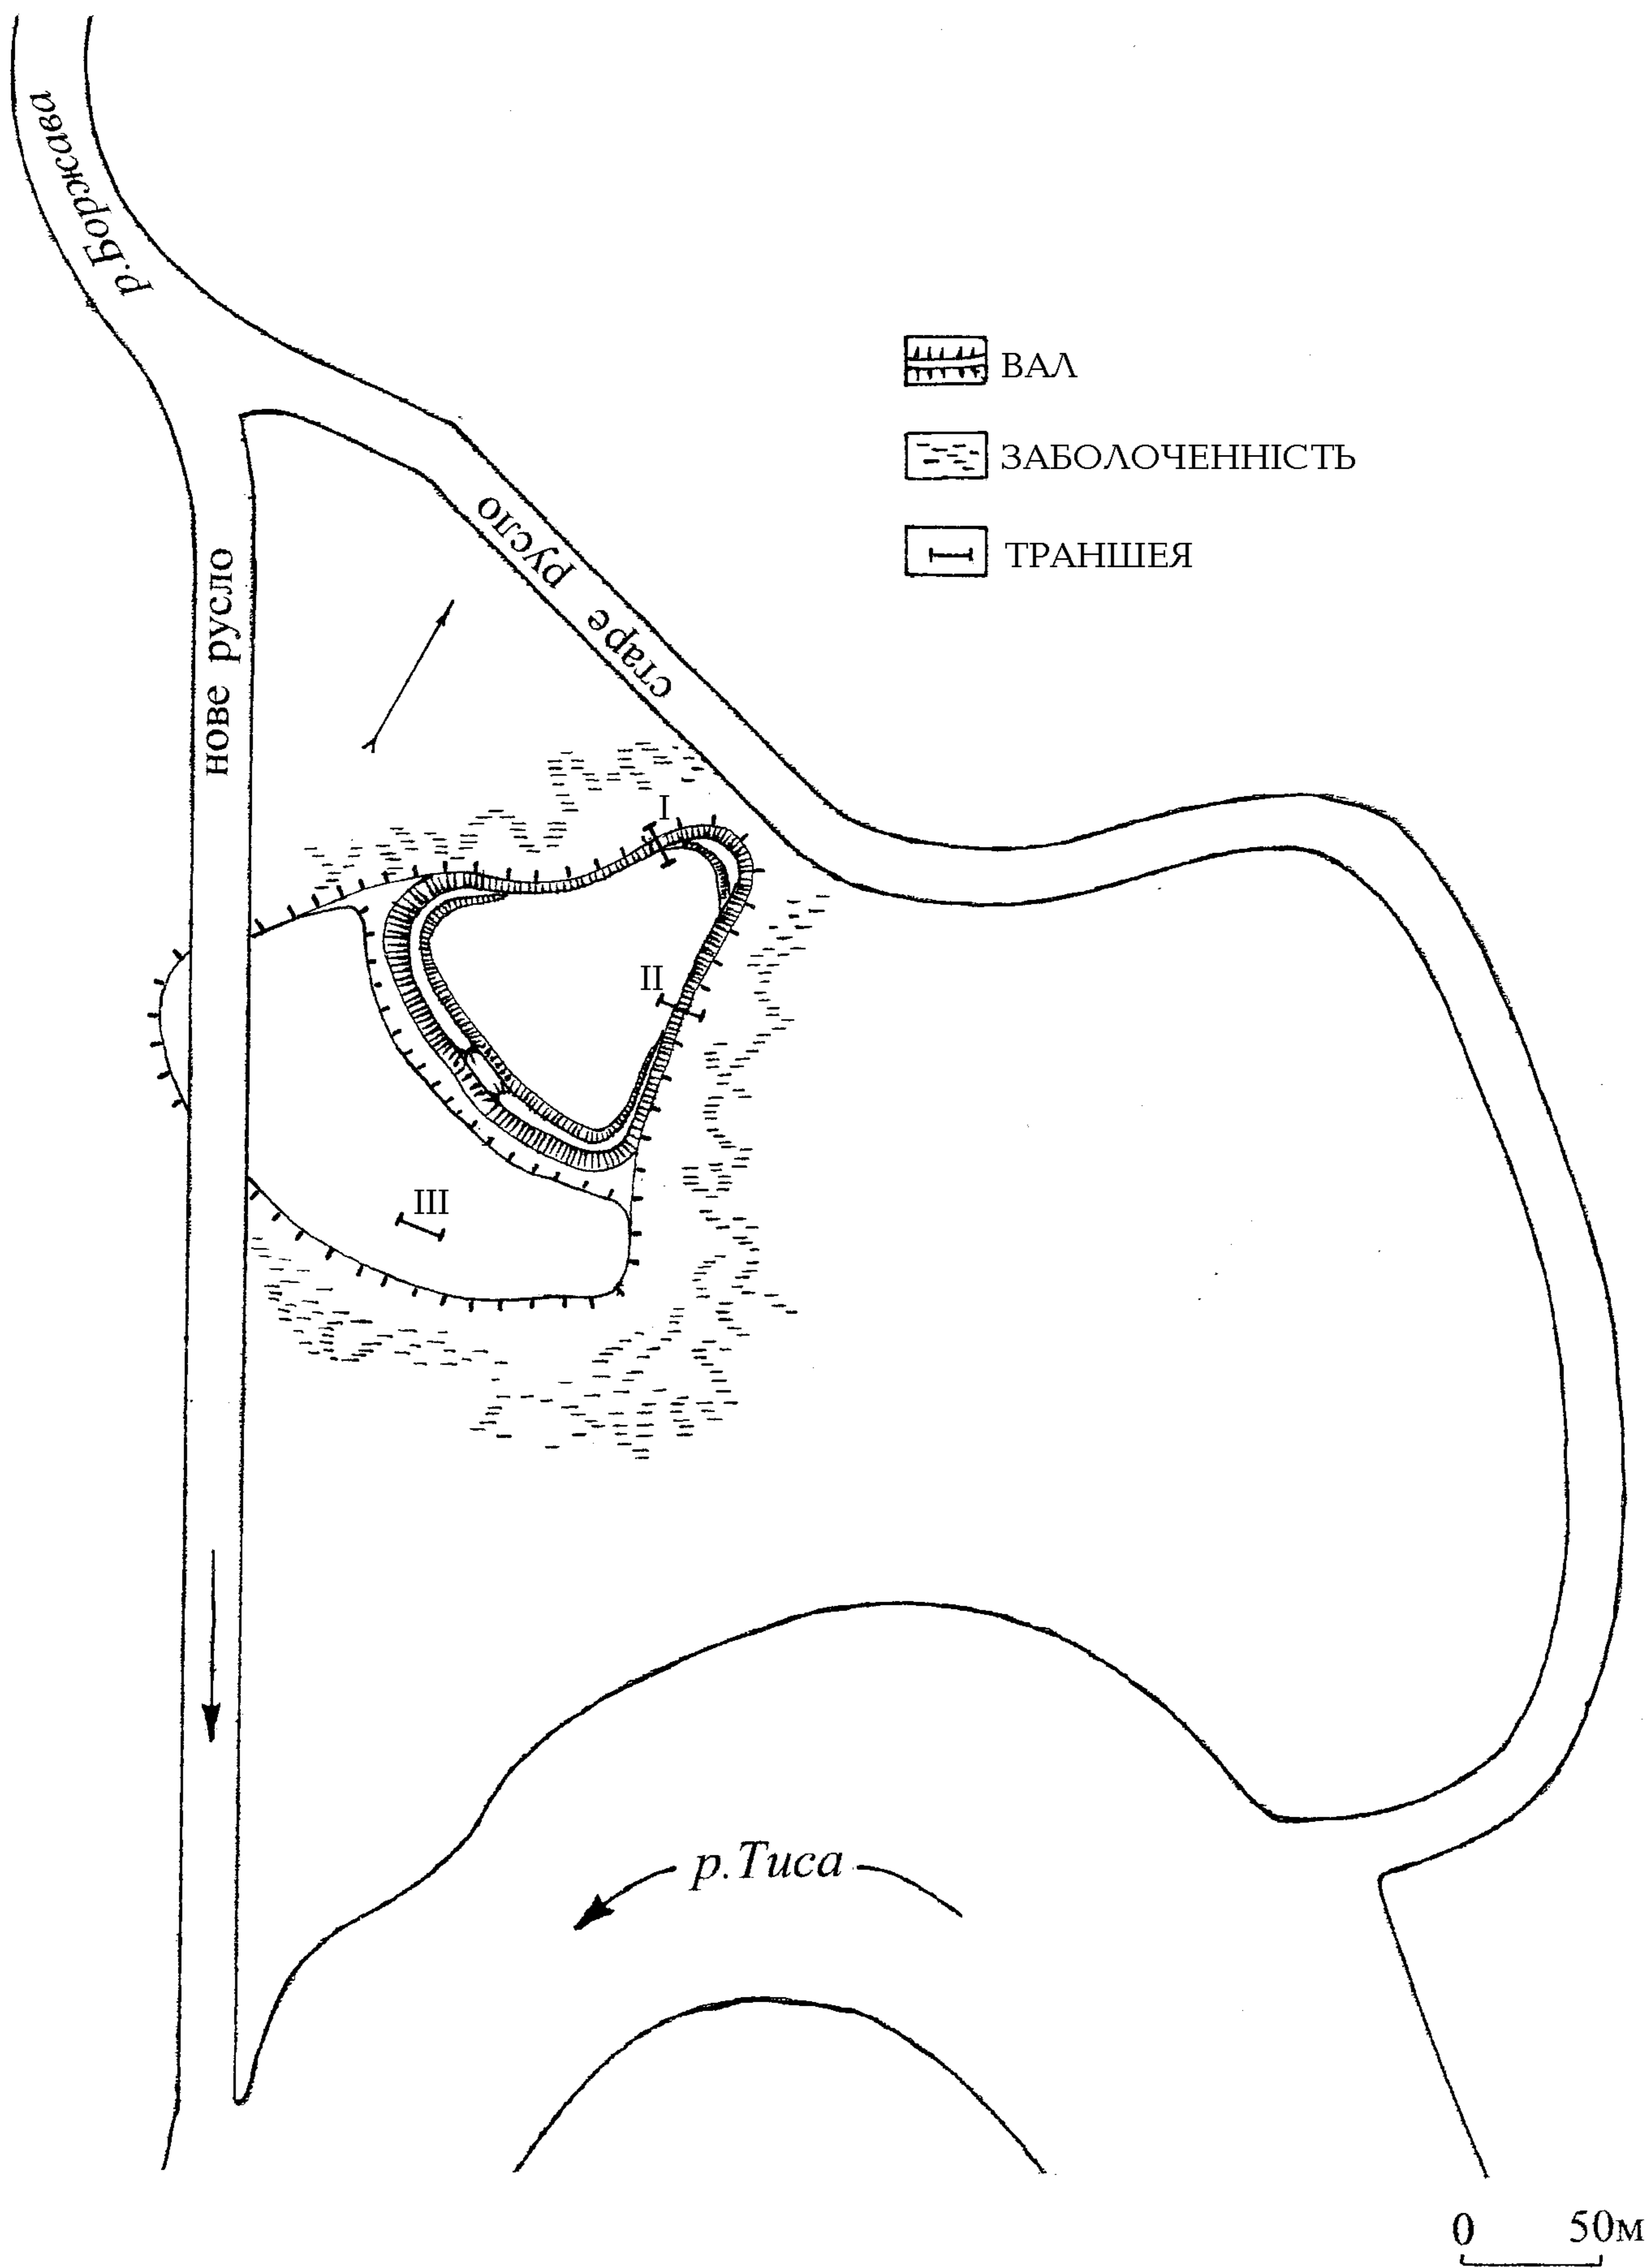 р.Боржава
ВАЛ
ЗАБОЛОЧЕННІСТЬ
ТРАНШЕЯ
старе русло
нове русло
I
II
III
р.Тиса
0 50м